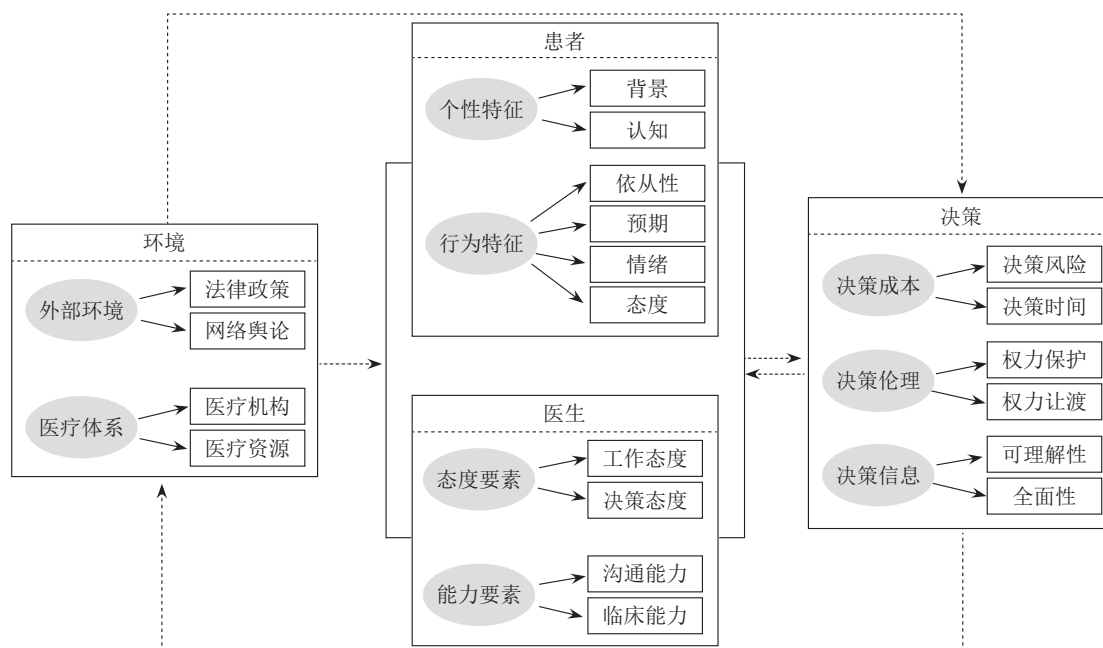 患者
个性特征
背景
认知
行为特征
依从性
预期
情绪
态度
环境
外部环境
法律政策
网络舆论
医疗体系
医疗机构
医疗资源
医生
态度要素
工作态度
决策态度
能力要素
沟通能力
临床能力
决策
决策成本
决策风险
决策时间
决策伦理
权力保护
权力让渡
决策信息
可理解性
全面性